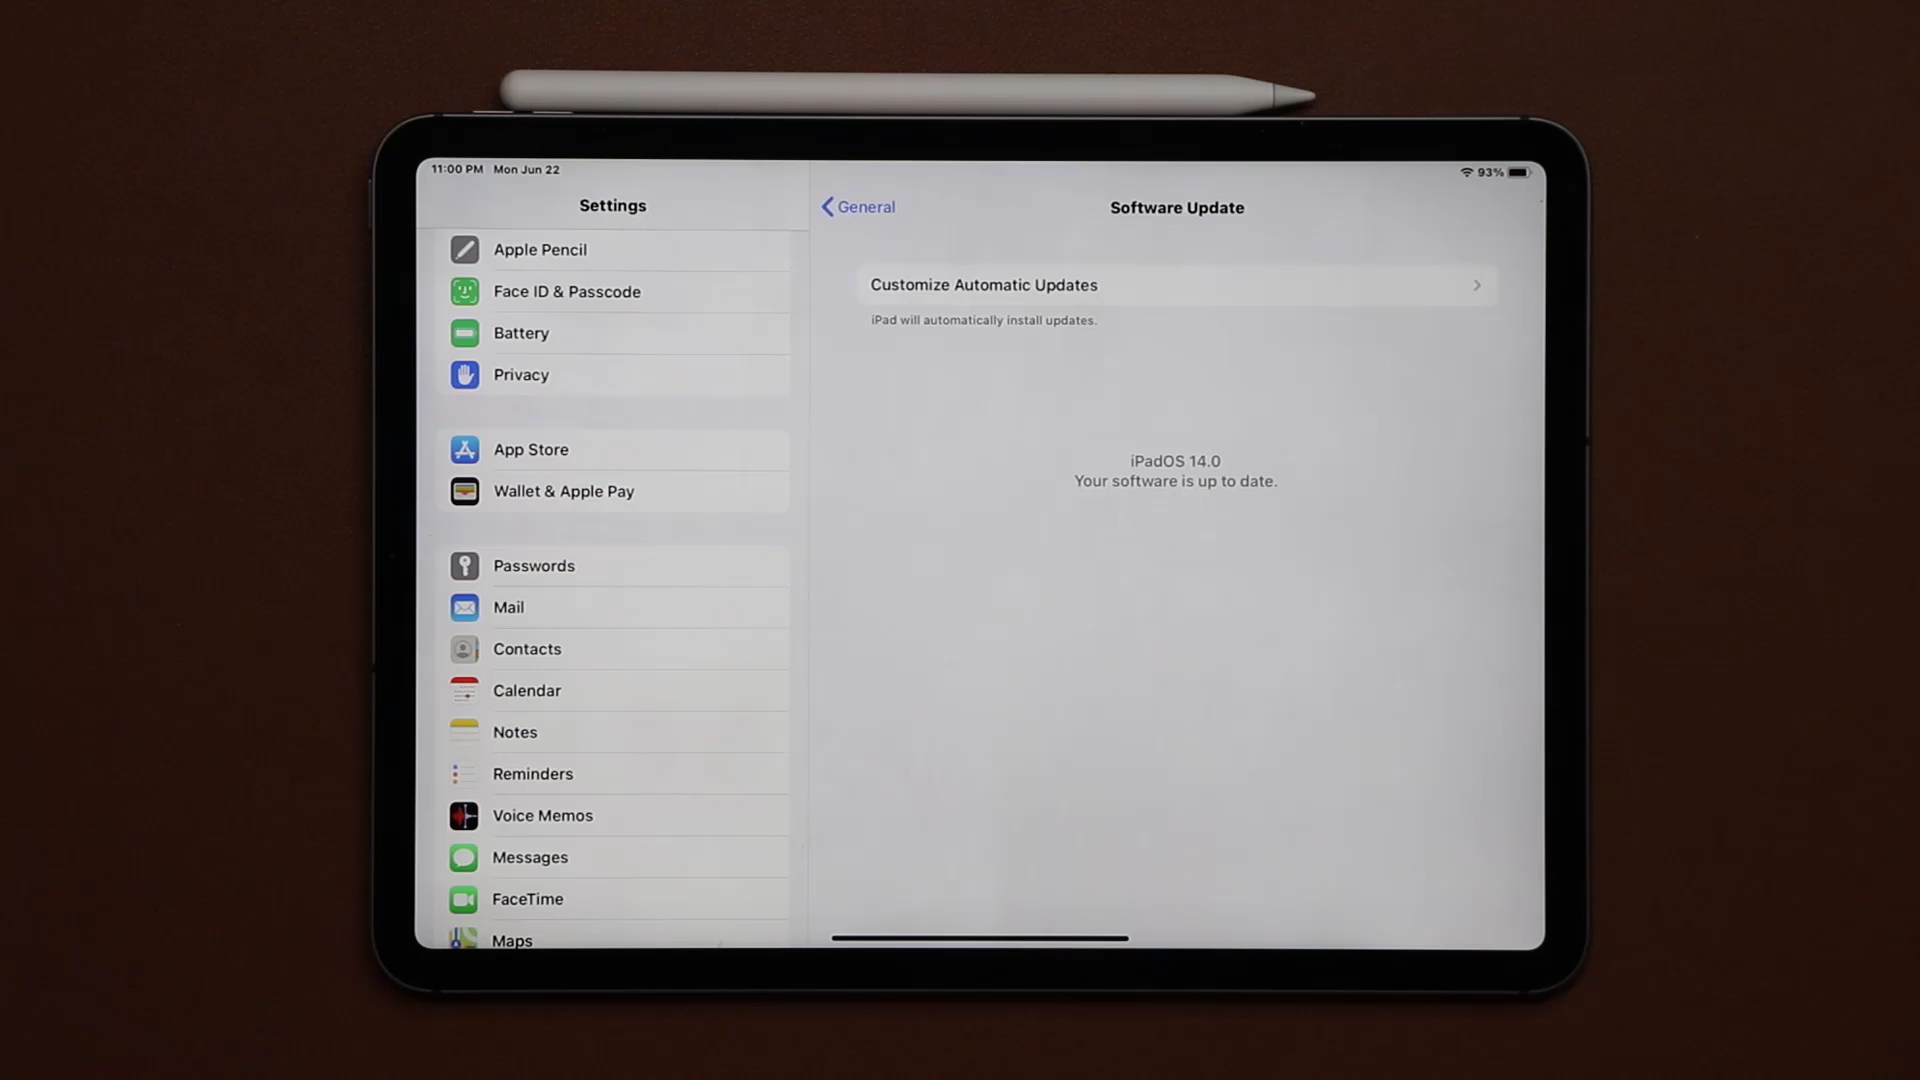 11:00 PM Mon Jun 22
93%
Settings
Apple Pencil
Face ID & Passcode
Battery
Privacy
App Store
Wallet & Apple Pay
Passwords
Mail
Contacts
Calendar
Notes
Reminders
Voice Memos
Messages
FaceTime
Maps
General
Software Update
Customize Automatic Updates
iPad will automatically install updates.
iPadOS 14.0
Your software is up to date.